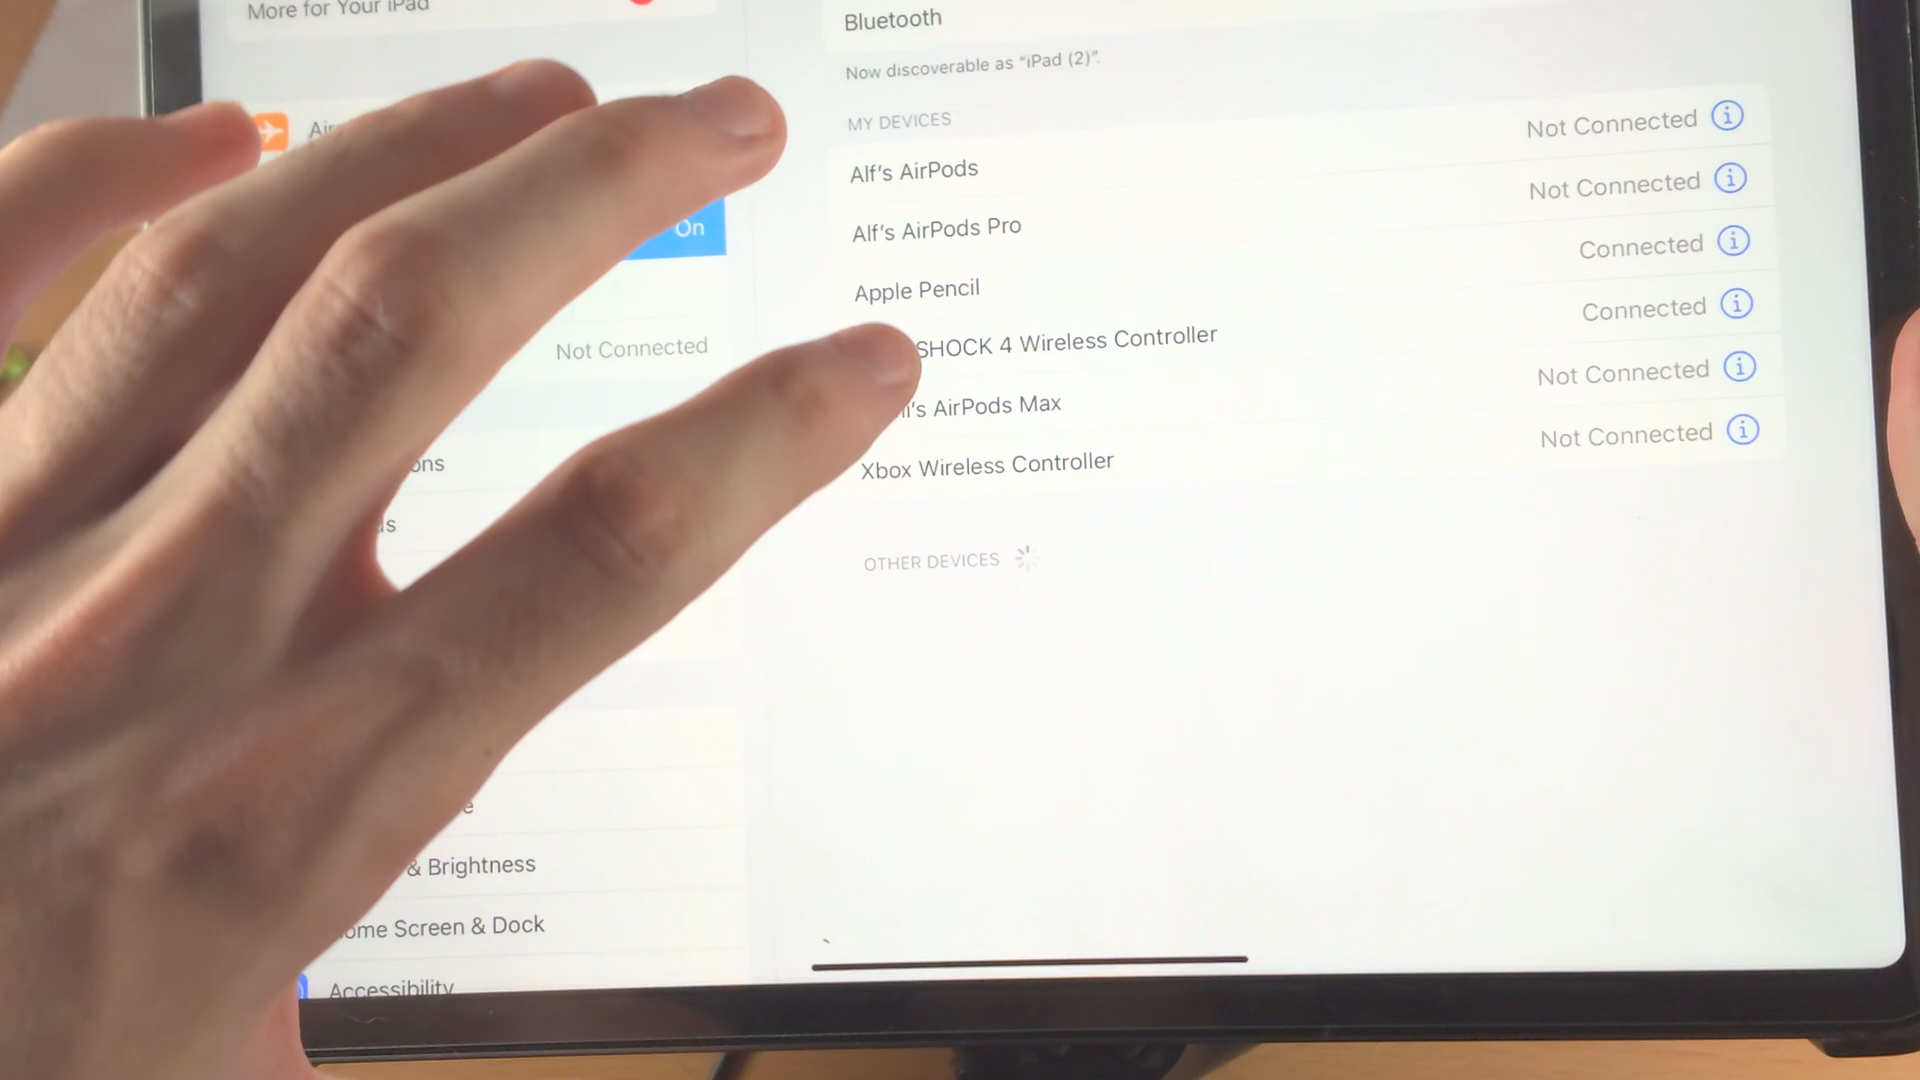 More for Your iPad
On
Not Connected
& Brightness
Home Screen & Dock
Accessibility
Bluetooth
Now discoverable as “iPad (2)”.
MY DEVICES
Alf's AirPods Not Connected
Alf's AirPods Pro Not Connected
Apple Pencil Connected
SHOCK 4 Wireless Controller Connected
AirPods Max Not Connected
Xbox Wireless Controller Not Connected
OTHER DEVICES